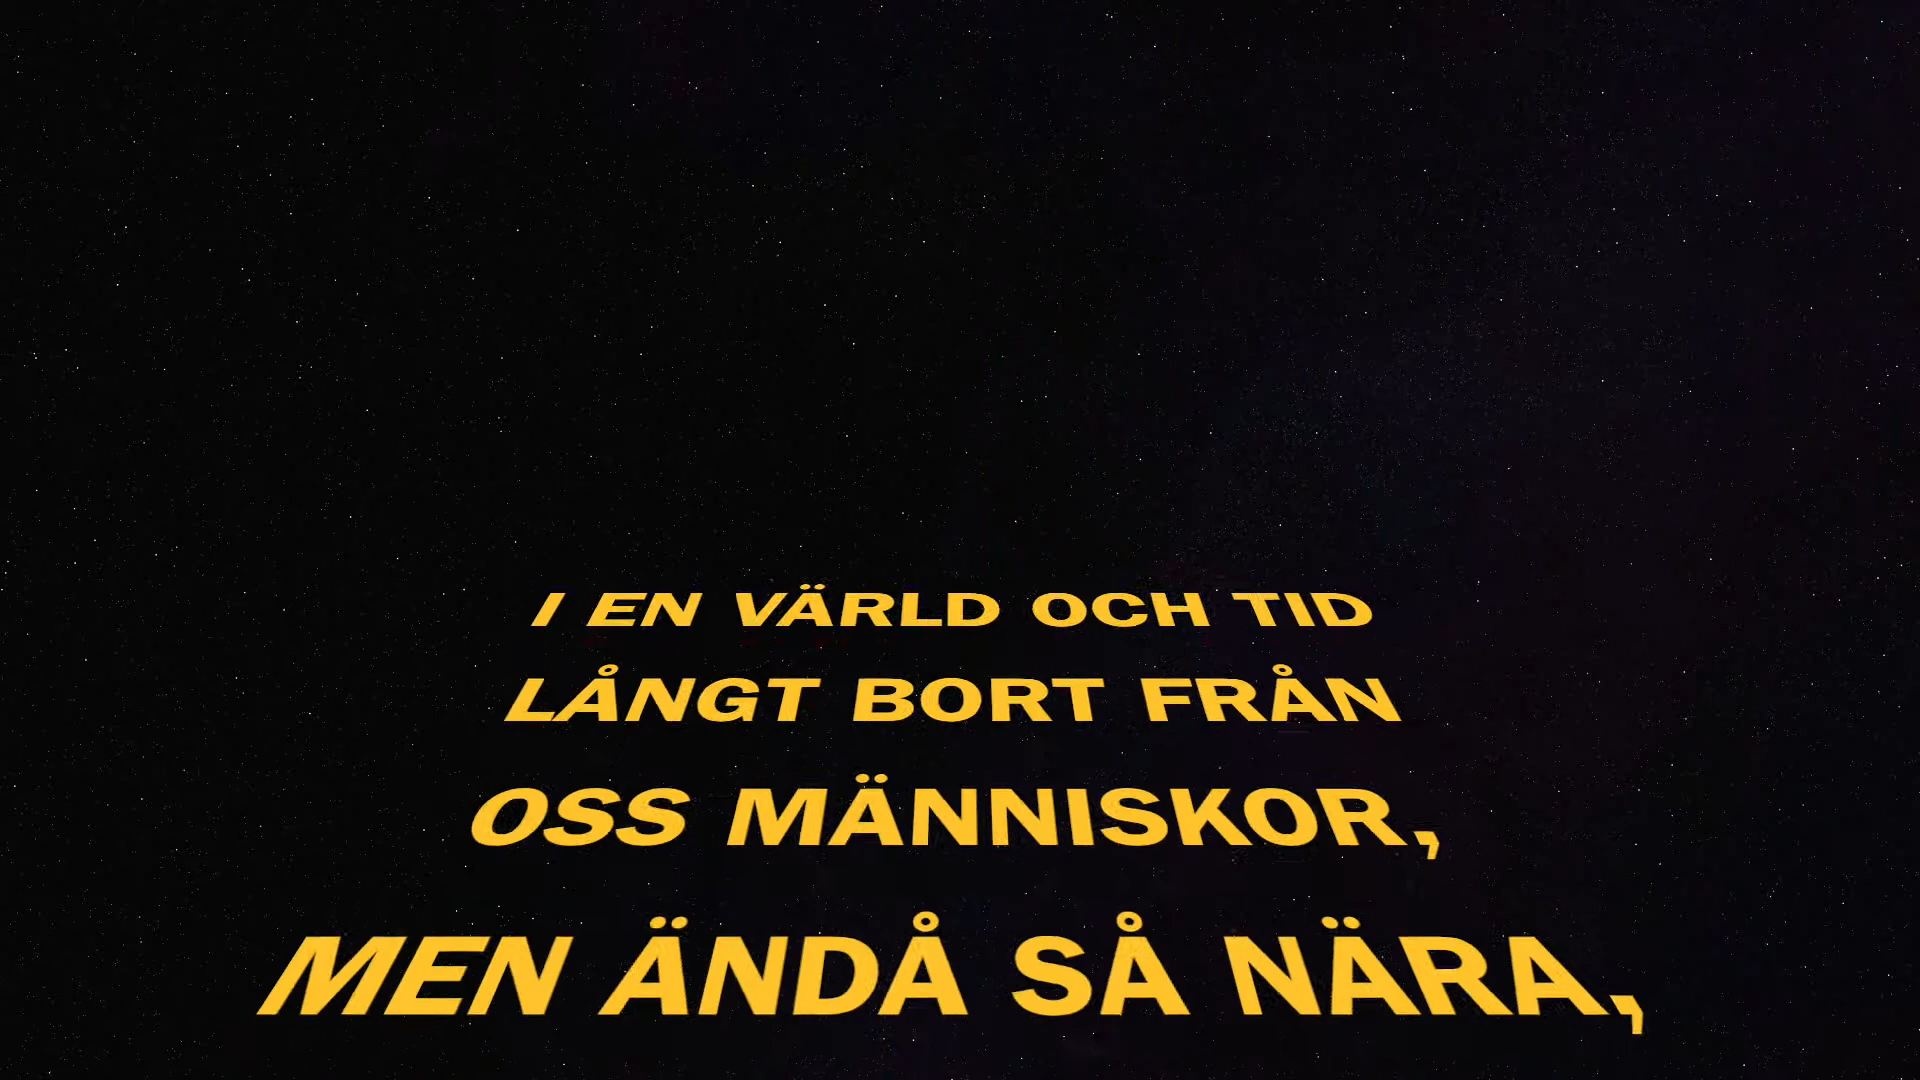 I EN VÄRLD OCH TID
LÅNGT BORT FRÅN
OSS MÄNNISKOR,
MEN ÄNDÅ SÅ NÄRA,